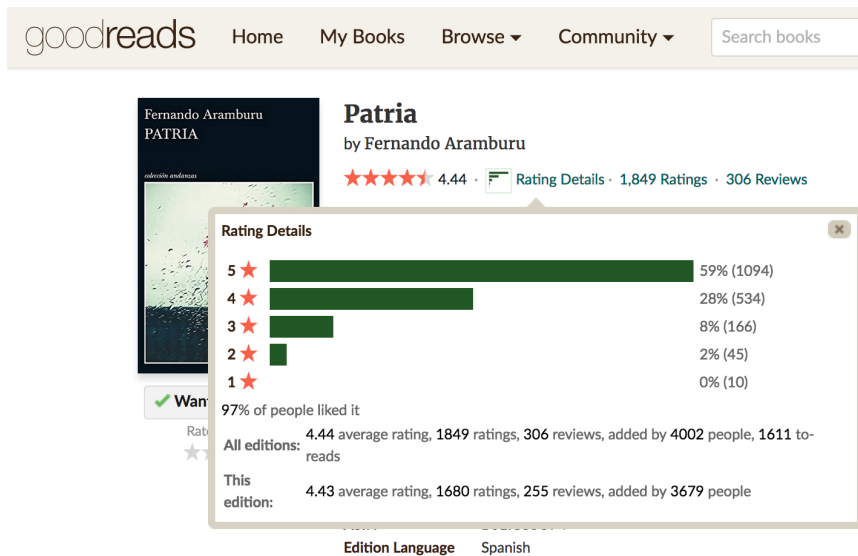 goodreads Home My Books Browse Community Search books
Fernando Aramburu
PATRIA
colección andanzas
Patria
by Fernando Aramburu
4.44 · Rating Details · 1,849 Ratings · 306 Reviews
Rating Details
5 59% (1094)
4 28% (534)
3 8% (166)
2 2% (45)
1 0% (10)
97% of people liked it
All editions: 4.44 average rating, 1849 ratings, 306 reviews, added by 4002 people, 1611 to-
reads
This
edition: 4.43 average rating, 1680 ratings, 255 reviews, added by 3679 people
Edition Language Spanish